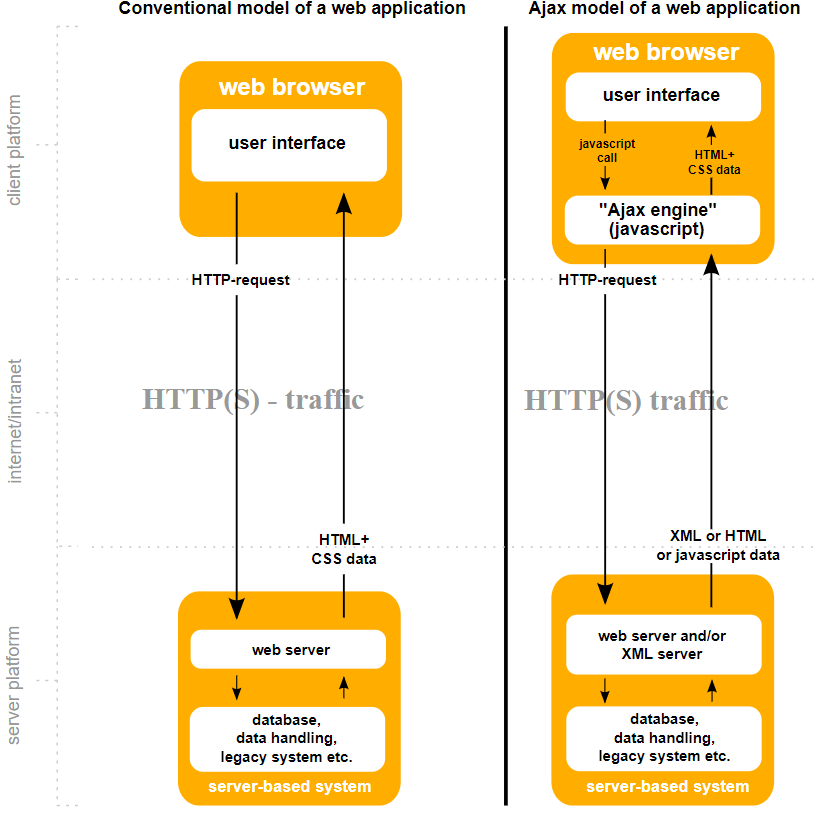 Conventional model of a web application
client platform
internet/intranet
server platform
web browser
user interface
HTTP-request
HTTP(S) - traffic
HTML+
CSS data
web server
database,
data handling,
legacy system etc.
server-based system
Ajax model of a web application
web browser
user interface
javascript
call
HTML+
CSS data
"Ajax engine"
(javascript)
HTTP-request
HTTP(S) traffic
XML or HTML
or javascript data
web server and/or
XML server
database,
data handling,
legacy system etc.
server-based system